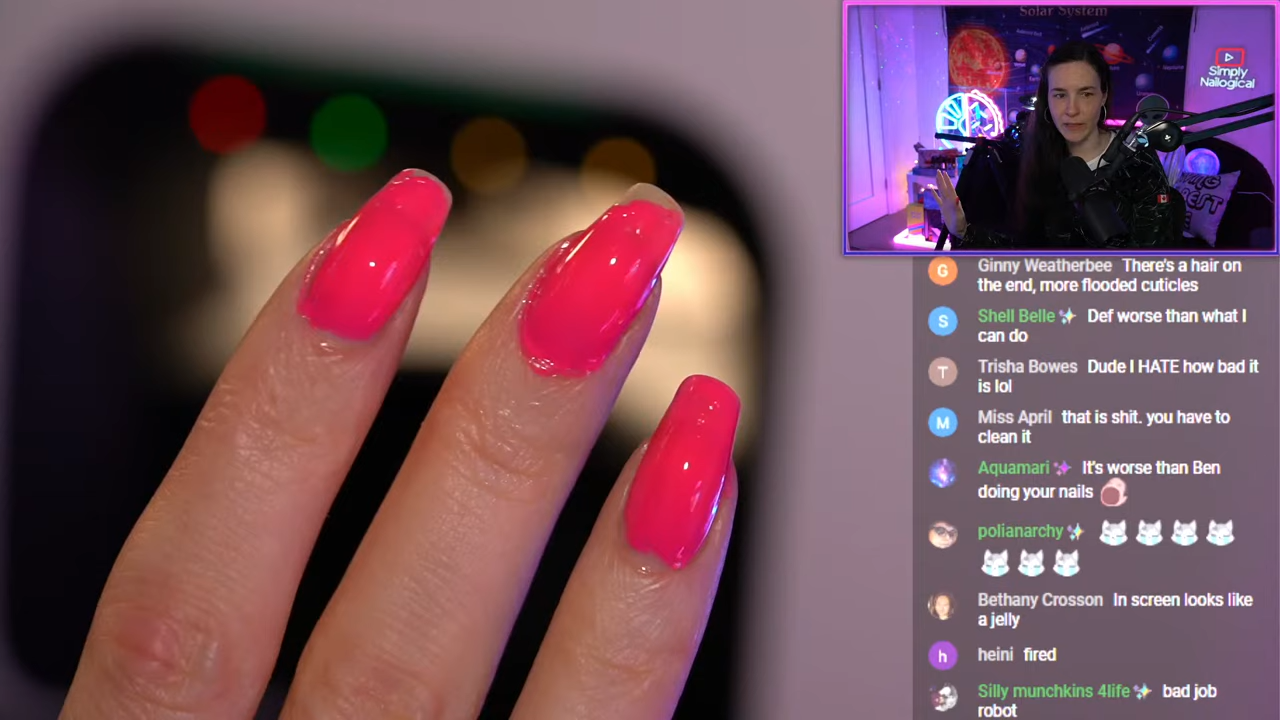 Solar System
Simply
Nailogical
Ginny Weatherbee There's a hair on
the end, more flooded cuticles
Shell Belle Def worse than what I
can do
Trisha Bowes Dude I HATE how bad it
is lol
Miss April that is shit. you have to
clean it
Aquamari It's worse than Ben
doing your nails
polianarchy
Bethany Crosson In screen looks like
a jelly
heini fired
Silly munchkins 4life bad job
robot
G
S
T
M
h